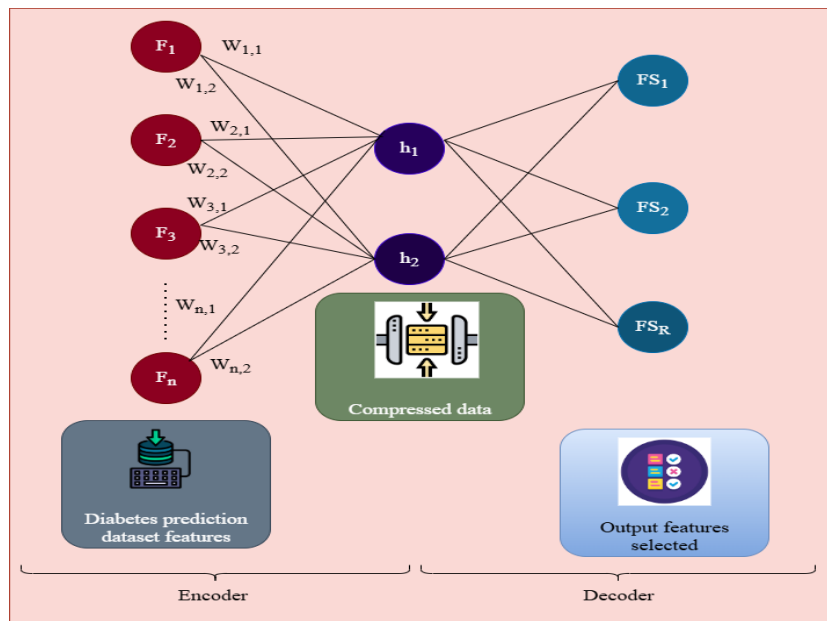 F1
W1,1
W1,2
F2
W2,1
W2,2
F3
W3,1
W3,2
Wn,1
Fn
Wn,2
h1
h2
FS1
FS2
FSR
Compressed data
Diabetes prediction
dataset features
Output features
selected
Encoder
Decoder